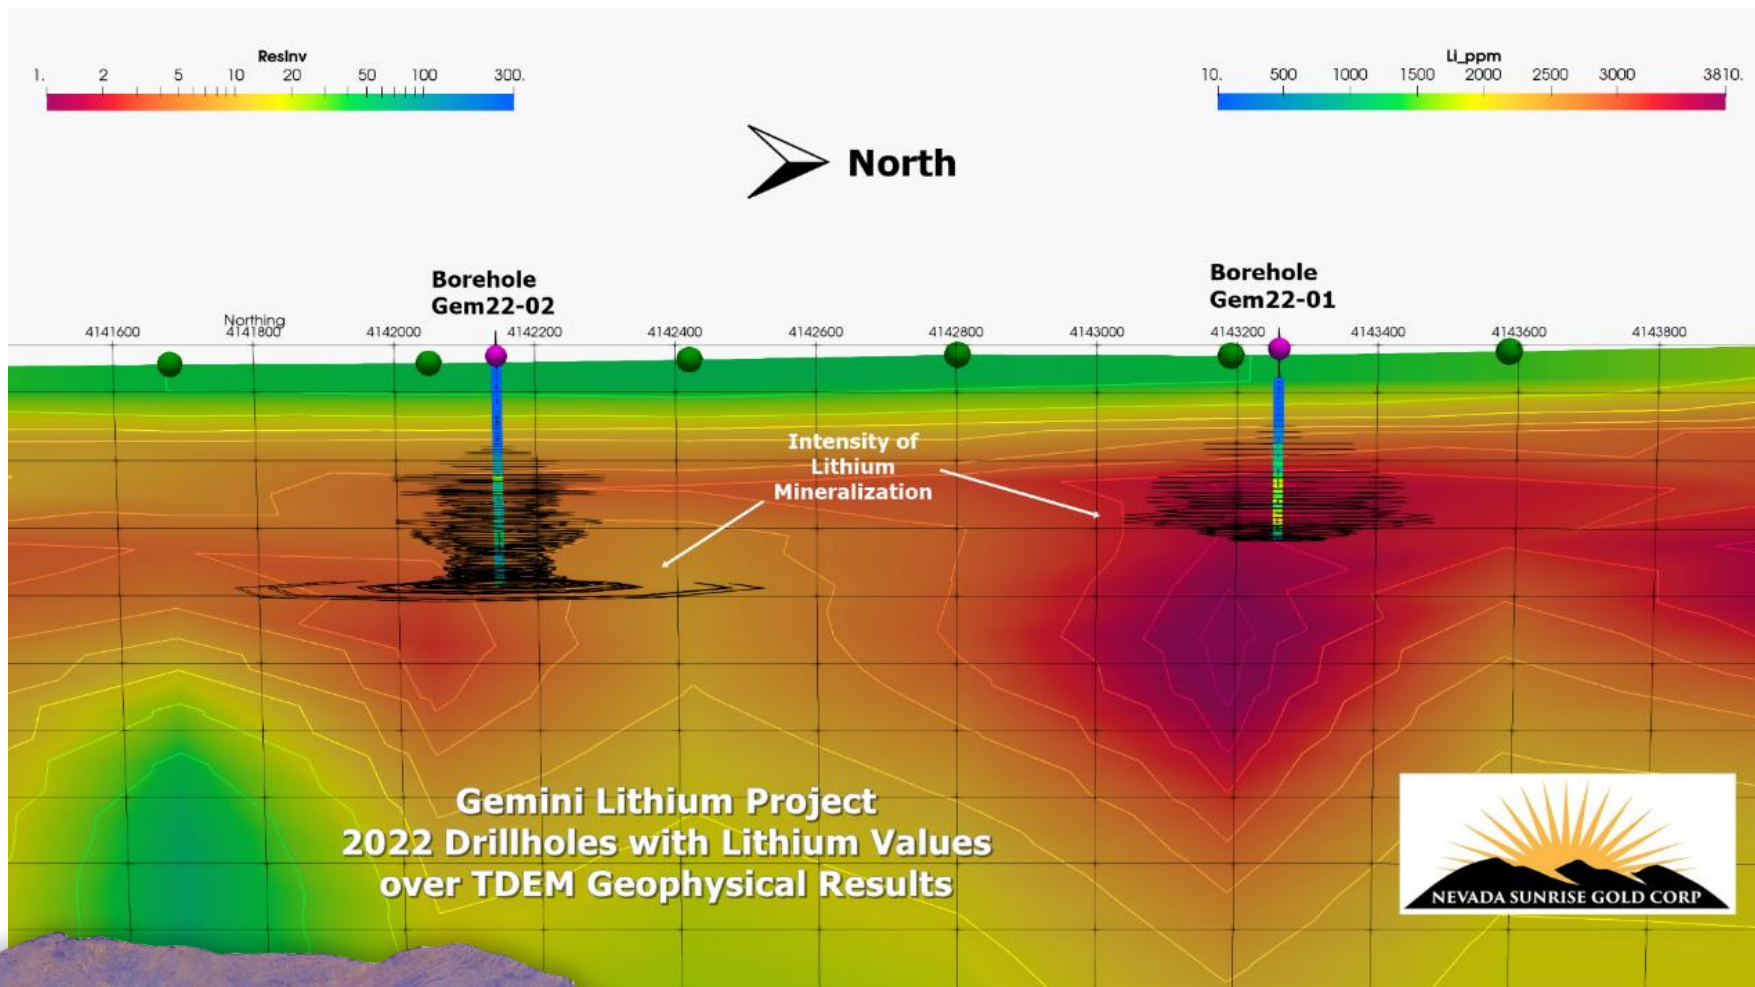 ResInv
1. 2 5 10 20 50 100 300.
Li_ppm
10. 500 1000 1500 2000 2500 3000 3810.
North
Borehole
Gem22-02
Borehole
Gem22-01
Northing
4141600 4141800 4142000 4142200 4142400 4142600 4142800 4143000 4143200 4143400 4143600 4143800
Intensity of
Lithium
Mineralization
Gemini Lithium Project
2022 Drillholes with Lithium Values
over TDEM Geophysical Results
NEVADA SUNRISE GOLD CORP